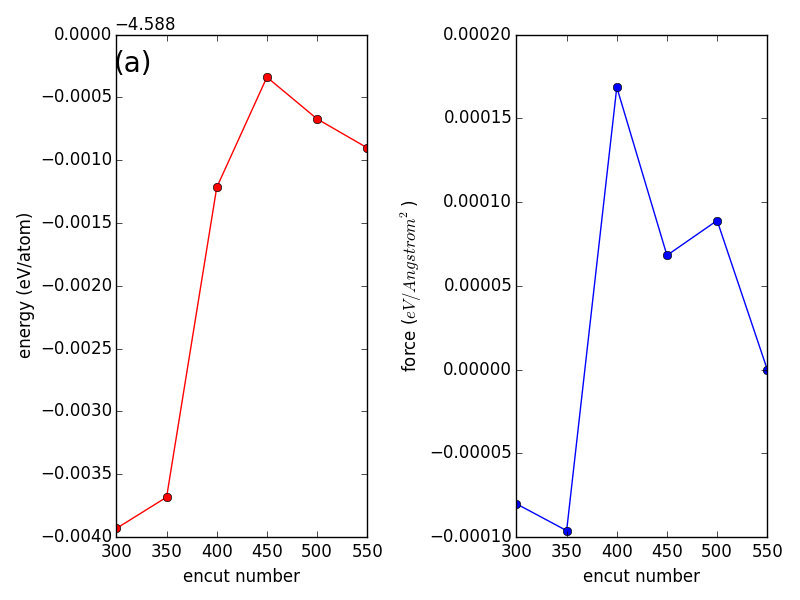 −4.588
0.0000
(a)
−0.0005
−0.0010
−0.0015
−0.0020
−0.0025
−0.0030
−0.0035
−0.0040
energy (eV/atom)
300 350 400 450 500 550
encut number
0.00020
0.00015
0.00010
0.00005
0.00000
−0.00005
−0.00010
force (eV/Angstrom² )
300 350 400 450 500 550
encut number